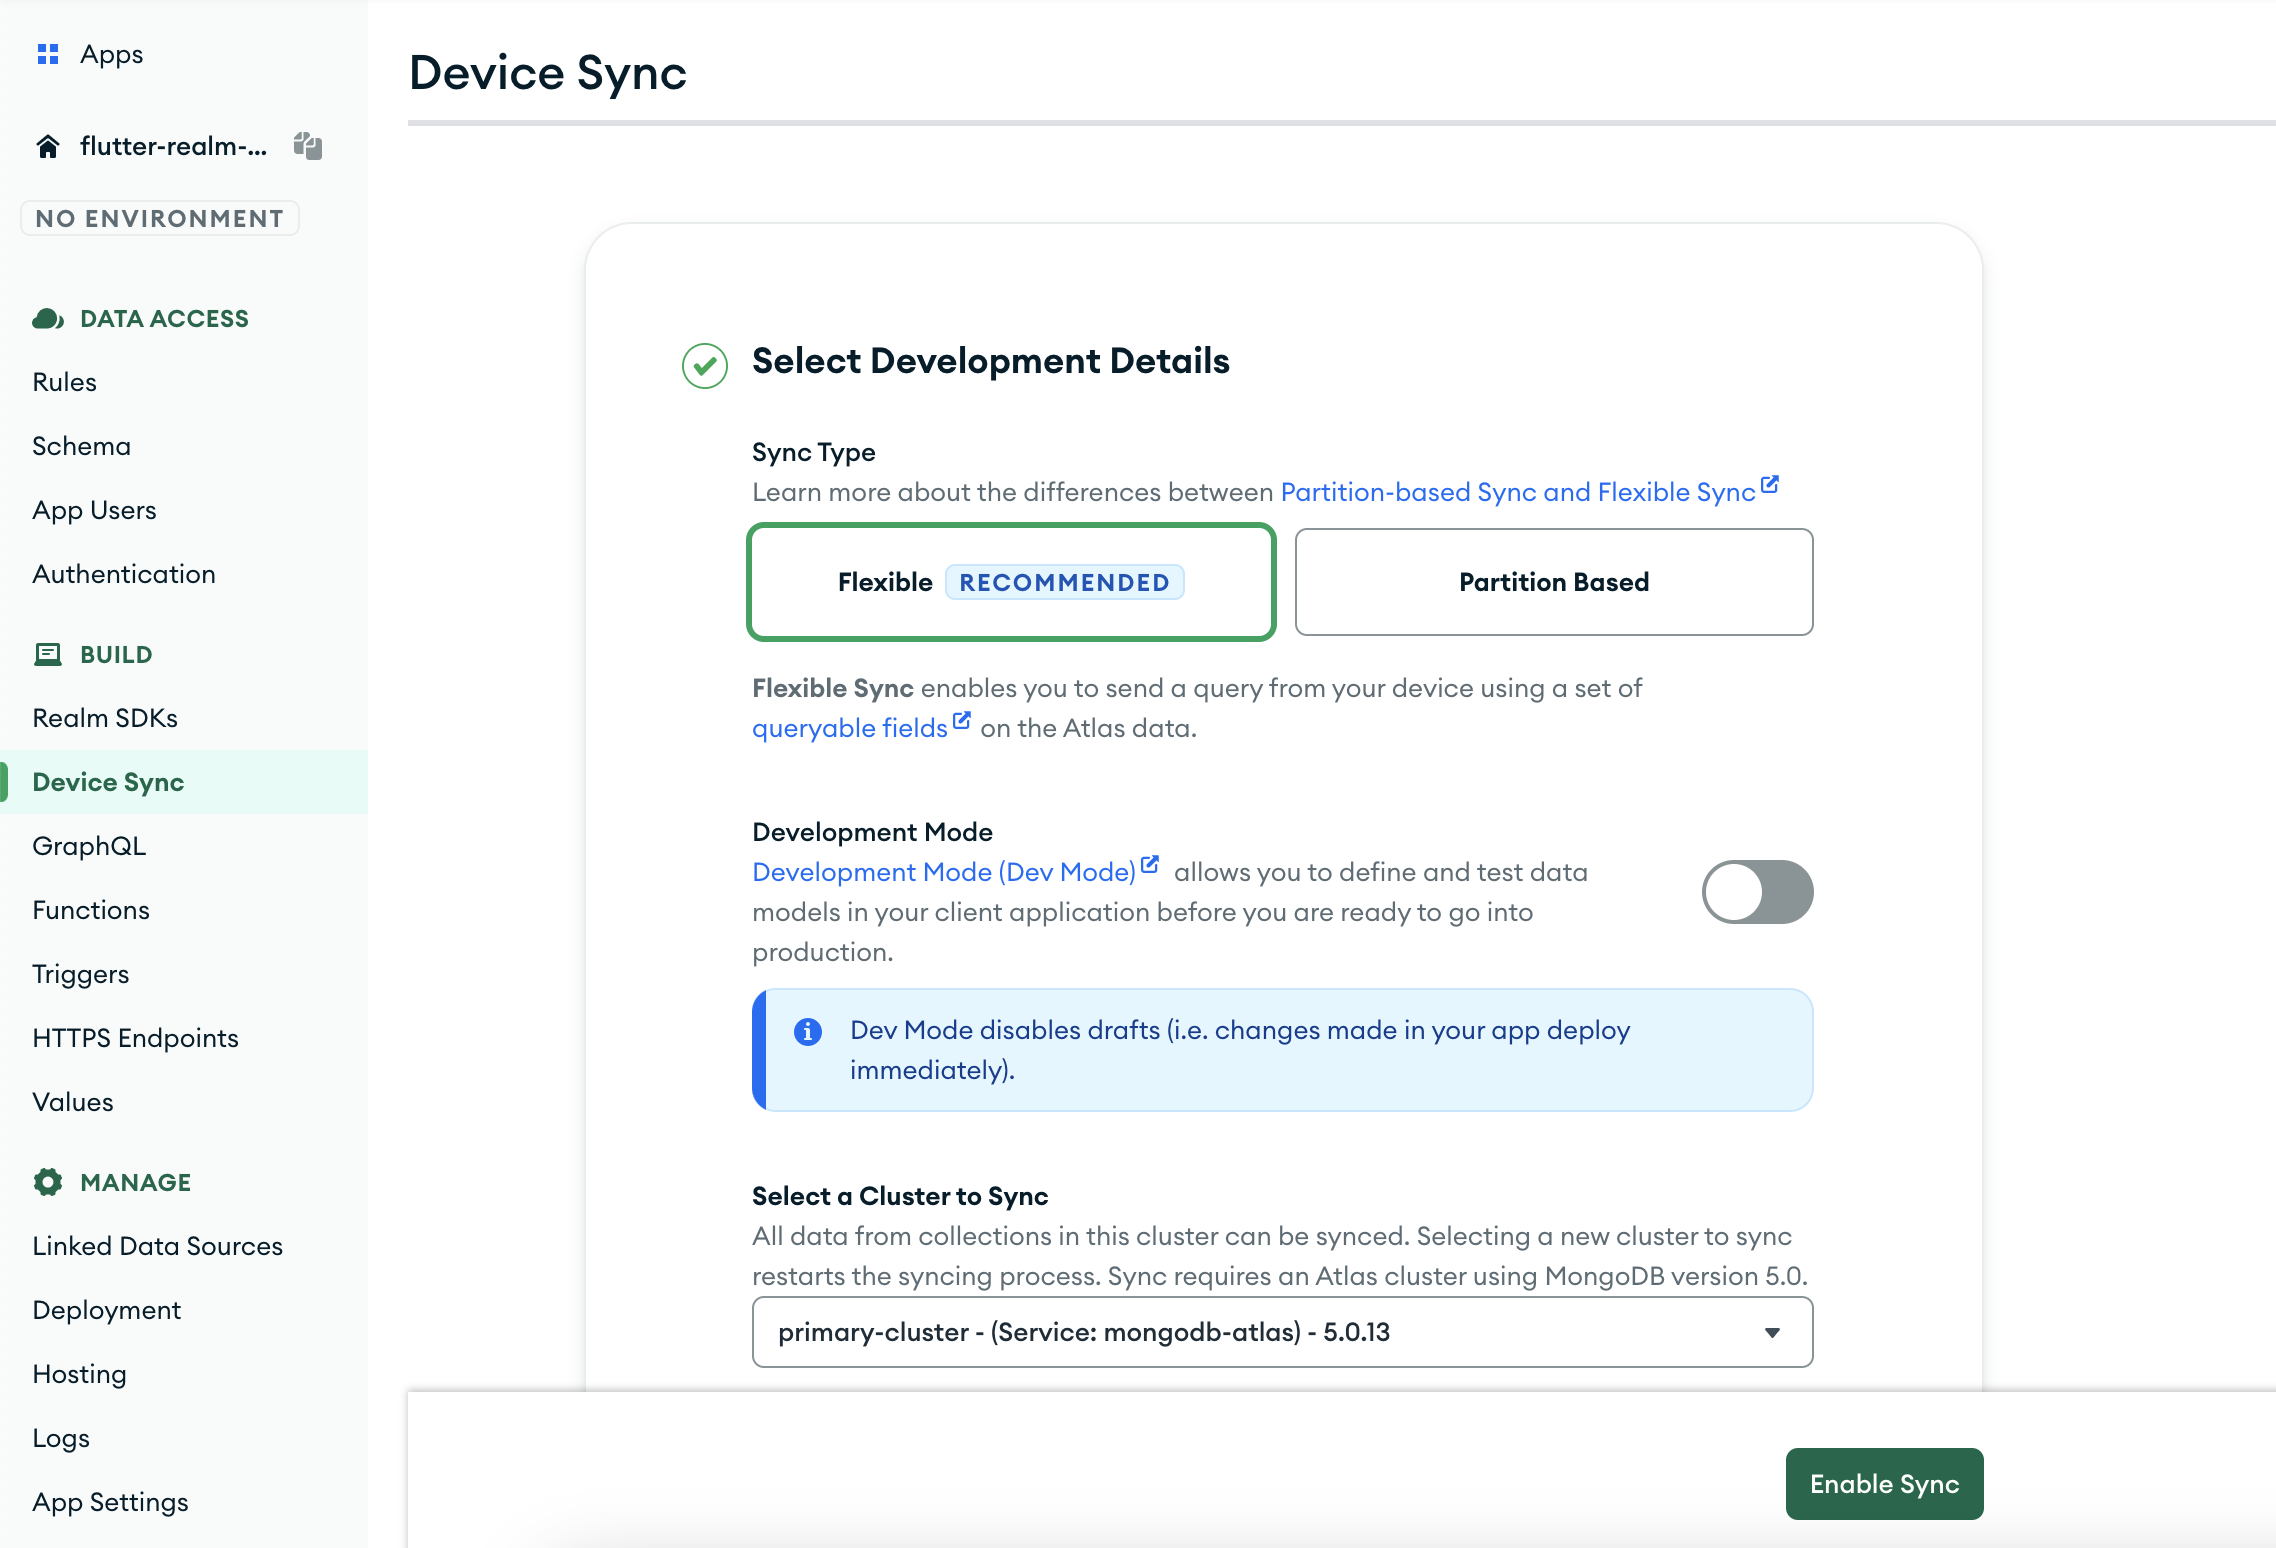 Apps
flutter-realm-...
NO ENVIRONMENT
DATA ACCESS
Rules
Schema
App Users
Authentication
BUILD
Realm SDKs
Device Sync
GraphQL
Functions
Triggers
HTTPS Endpoints
Values
MANAGE
Linked Data Sources
Deployment
Hosting
Logs
App Settings
Device Sync
Select Development Details
Sync Type
Learn more about the differences between Partition-based Sync and Flexible Sync
Flexible RECOMMENDED
Partition Based
Flexible Sync enables you to send a query from your device using a set of
queryable fields on the Atlas data.
Development Mode
Development Mode (Dev Mode) allows you to define and test data
models in your client application before you are ready to go into
production.
Dev Mode disables drafts (i.e. changes made in your app deploy
immediately).
Select a Cluster to Sync
All data from collections in this cluster can be synced. Selecting a new cluster to sync
restarts the syncing process. Sync requires an Atlas cluster using MongoDB version 5.0.
primary-cluster - (Service: mongodb-atlas) - 5.0.13
Enable Sync